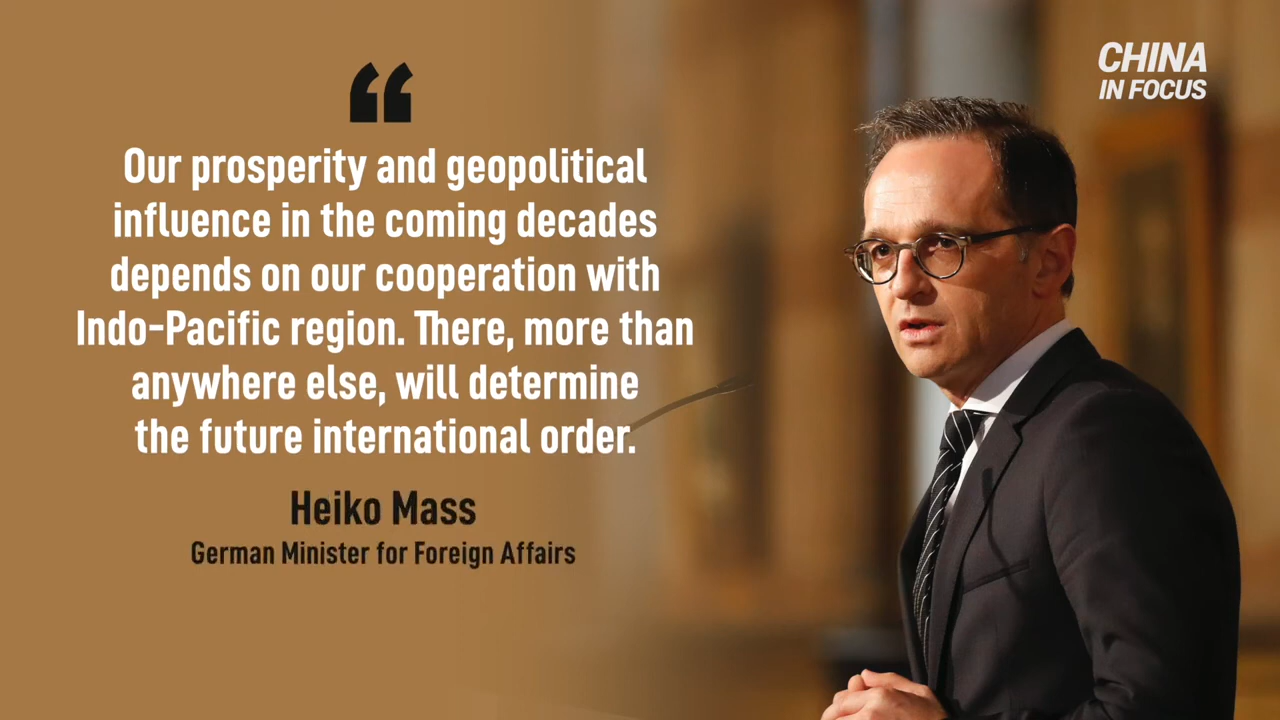 CHINA
IN FOCUS
“
Our prosperity and geopolitical
influence in the coming decades
depends on our cooperation with
Indo-Pacific region. There, more than
anywhere else, will determine
the future international order.
Heiko Mass
German Minister for Foreign Affairs